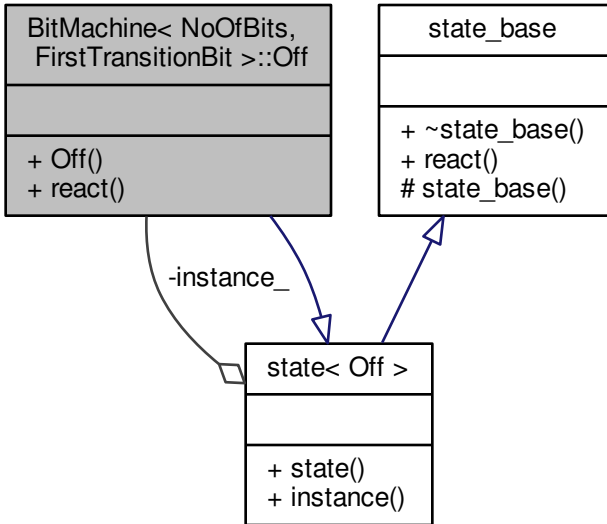 BitMachine< NoOfBits,
FirstTransitionBit >::Off
+ Off()
+ react()
state_base
+ ~state_base()
+ react()
# state_base()
-instance_
state< Off >
+ state()
+ instance()